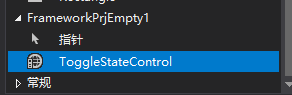 FrameworkPrjEmpty1
指针
ToggleStateControl
常规